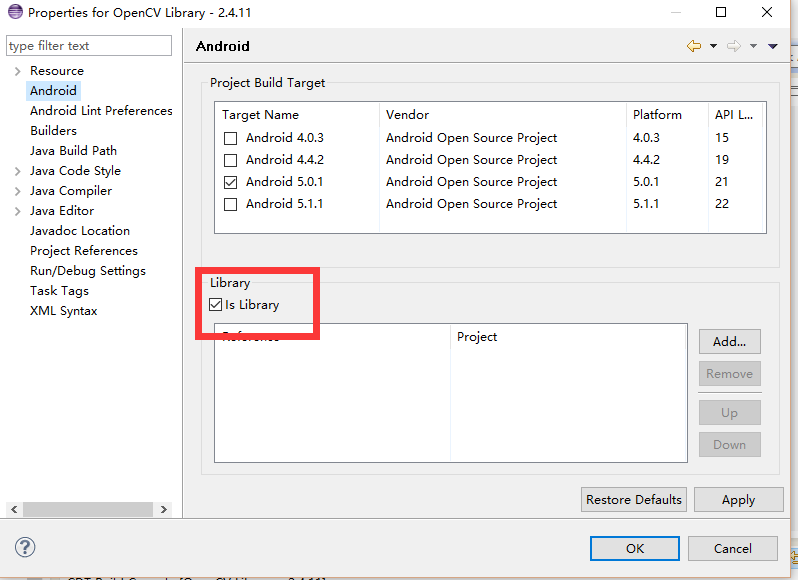 Properties for OpenCV Library - 2.4.11
type filter text
Android
Resource
Android
Android Lint Preferences
Builders
Java Build Path
Java Code Style
Java Compiler
Java Editor
Javadoc Location
Project References
Run/Debug Settings
Task Tags
XML Syntax
Project Build Target
Target Name Vendor Platform API L...
Android 4.0.3 Android Open Source Project 4.0.3 15
Android 4.4.2 Android Open Source Project 4.4.2 19
Android 5.0.1 Android Open Source Project 5.0.1 21
Android 5.1.1 Android Open Source Project 5.1.1 22
Library
Is Library
Reference Project
Add...
Remove
Up
Down
Restore Defaults Apply
OK Cancel